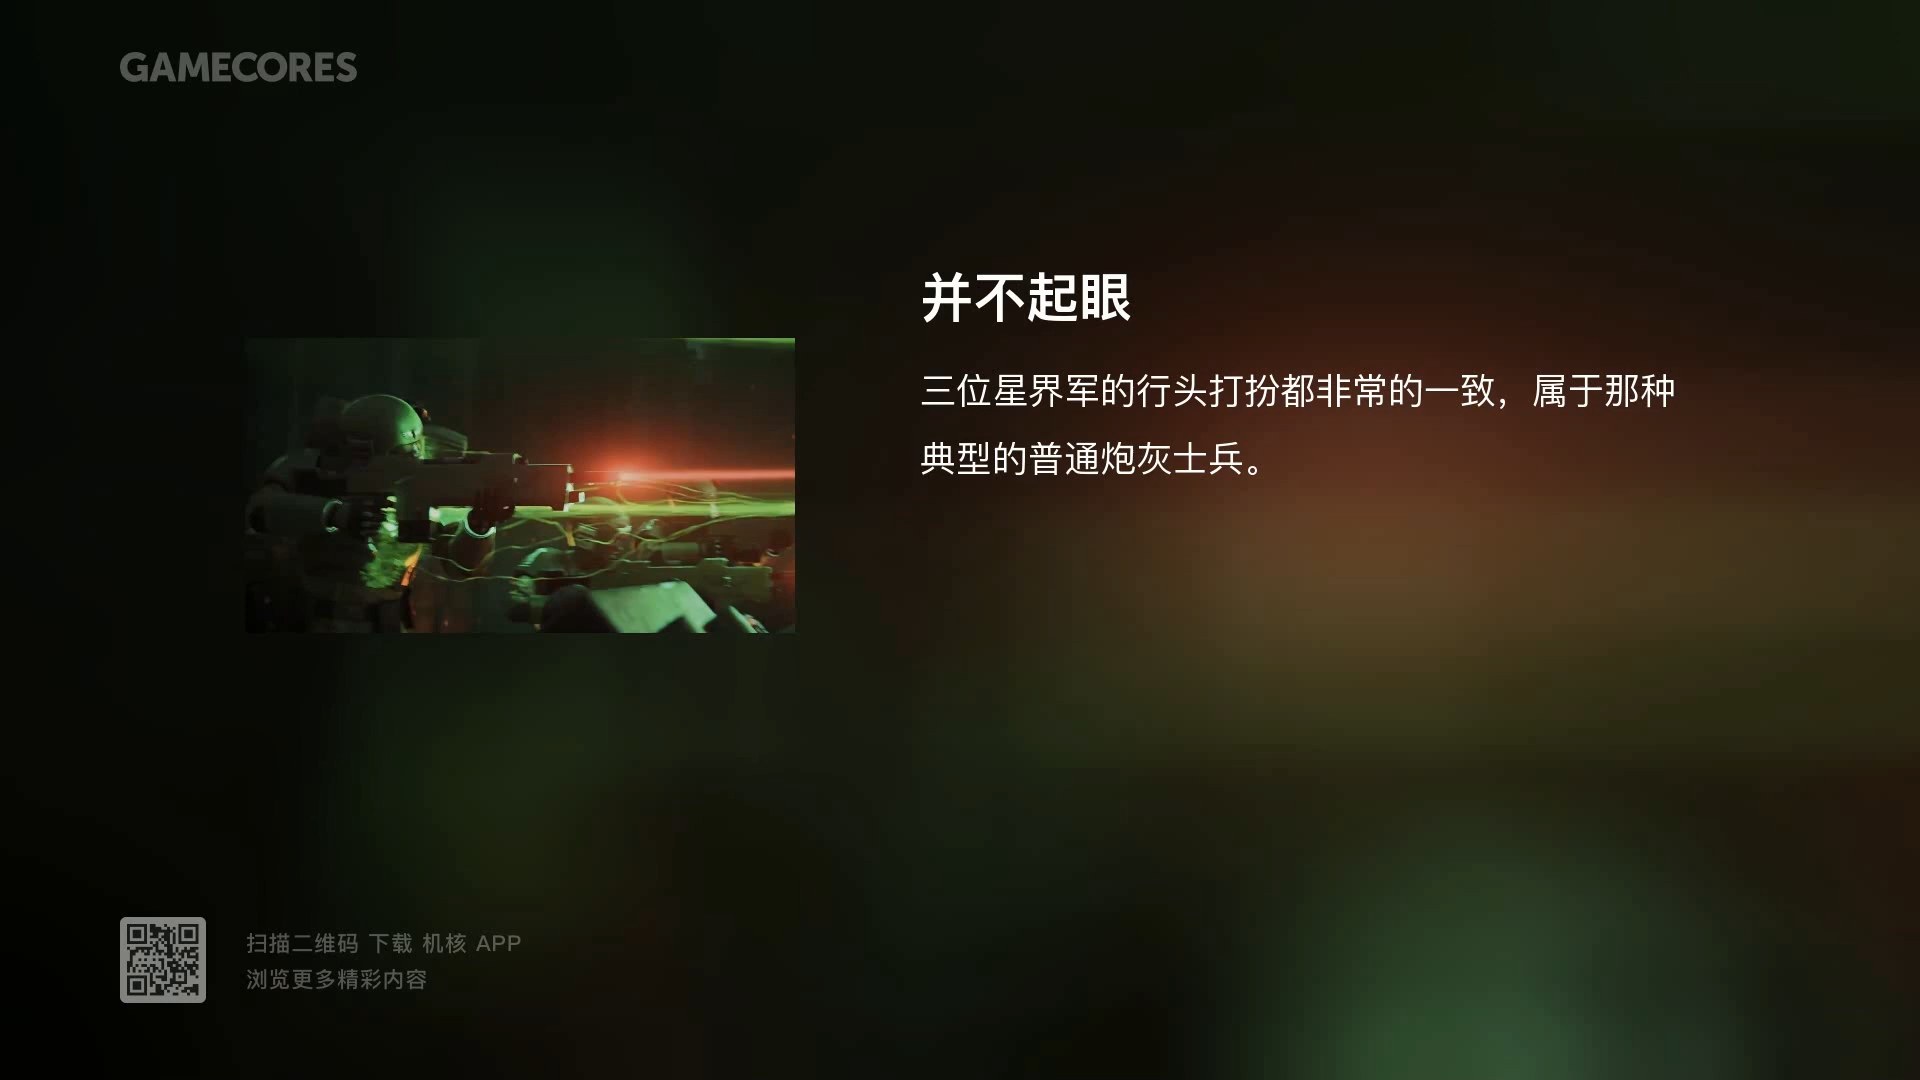 GAMECORES
并不起眼
三位星界军的行头打扮都非常的一致，属于那种
典型的普通炮灰士兵。
扫描二维码 下载 机核 APP
浏览更多精彩内容